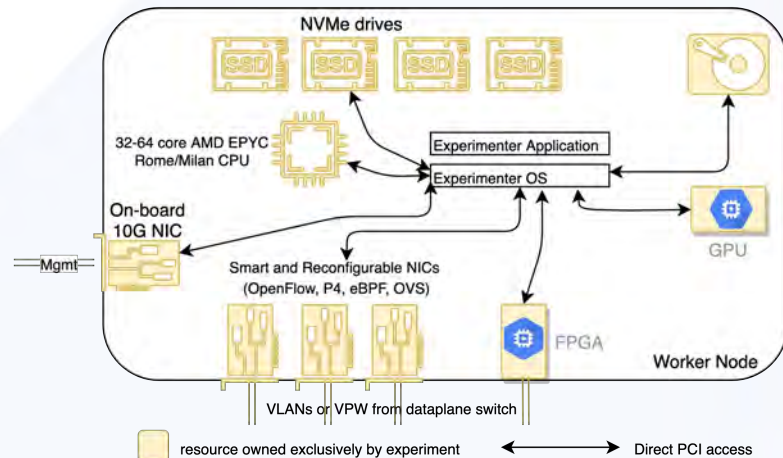 NVMe drives
SSD
SSD
SSD
SSD
32-64 core AMD EPYC
Rome/Milan CPU
Experimenter Application
Experimenter OS
On-board
10G NIC
GPU
Mgmt
Smart and Reconfigurable NICs
(OpenFlow, P4, eBPF, OVS)
FPGA
Worker Node
VLANs or VPW from dataplane switch
resource owned exclusively by experiment
Direct PCI access